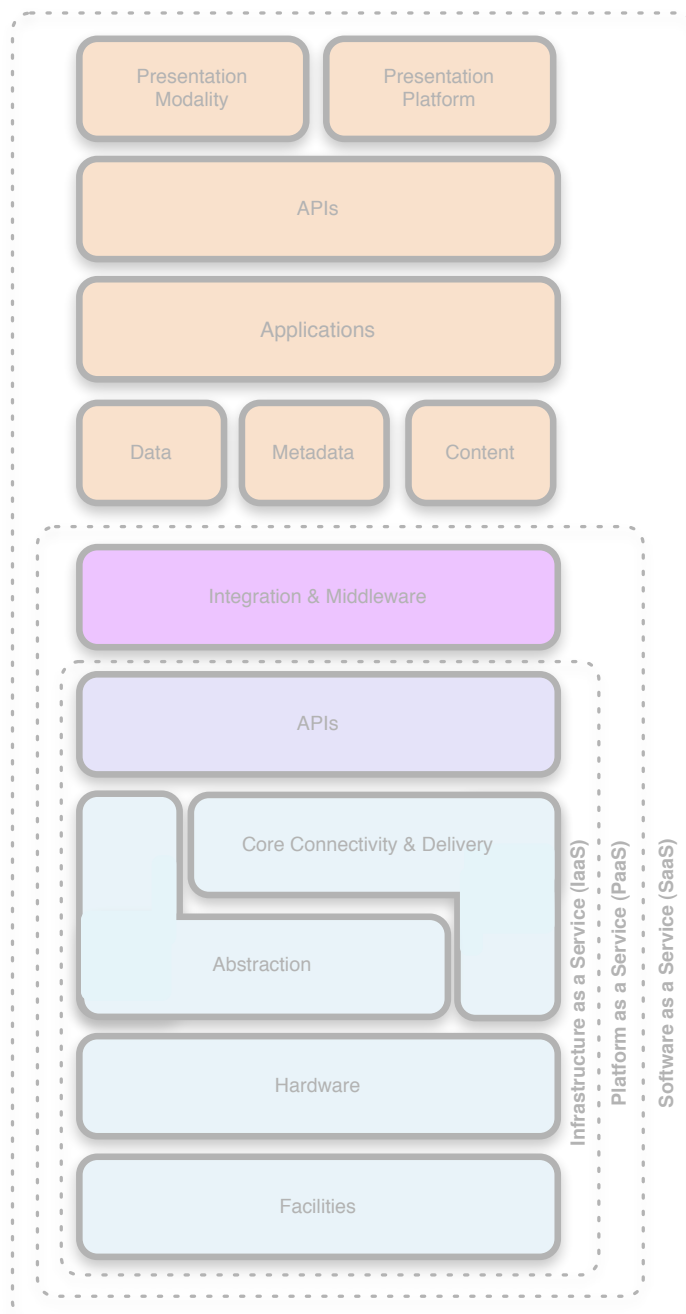 Presentation
Modality
Presentation
Platform
APIs
Applications
Data
Metadata
Content
Integration & Middleware
APIs
Core Connectivity & Delivery
Abstraction
Hardware
Facilities
Infrastructure as a Service (IaaS)
Platform as a Service (PaaS)
Software as a Service (SaaS)